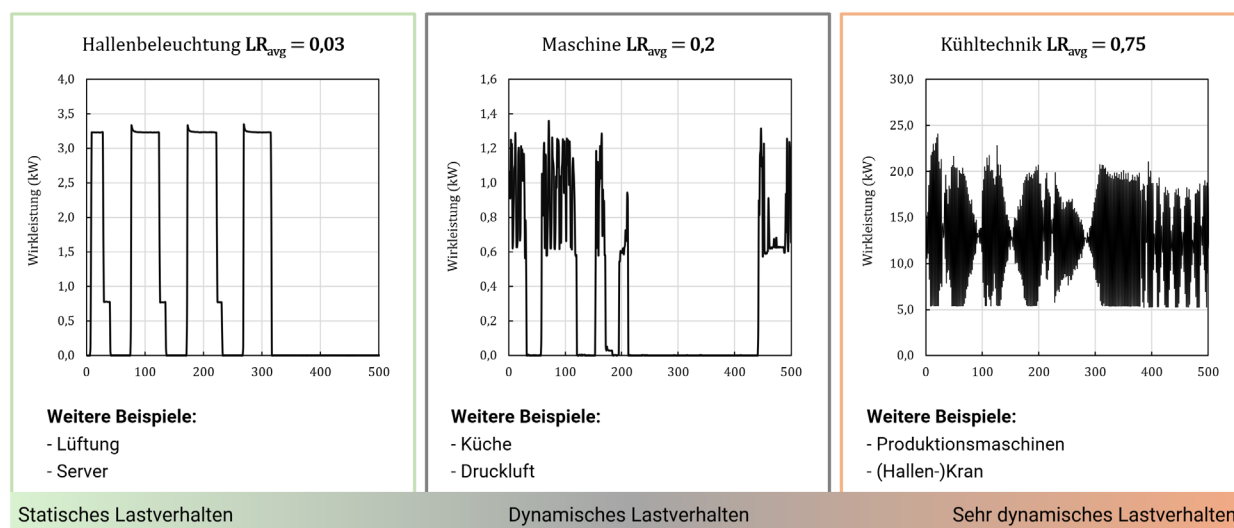 Hallenbeleuchtung LRavg = 0,03
4,0
3,5
3,0
2,5
2,0
1,5
1,0
0,5
0,0
Wirkleistung (kW)
0 100 200 300 400 500
Weitere Beispiele:
- Lüftung
- Server
Maschine LRavg = 0,2
1,6
1,4
1,2
1,0
0,8
0,6
0,4
0,2
0,0
Wirkleistung (kW)
0 100 200 300 400 500
Weitere Beispiele:
- Küche
- Druckluft
Kühltechnik LRavg = 0,75
30,0
25,0
20,0
15,0
10,0
5,0
0,0
Wirkleistung (kW)
0 100 200 300 400 500
Weitere Beispiele:
- Produktionsmaschinen
- (Hallen-)Kran
Statisches Lastverhalten
Dynamisches Lastverhalten
Sehr dynamisches Lastverhalten